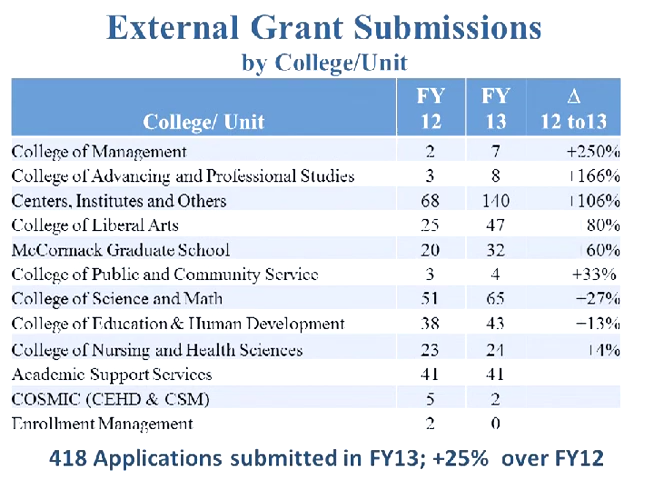 External Grant Submissions
by College/Unit
College/ Unit FY 12 FY 13 Δ 12 to13
College of Management 2 7 +250%
College of Advancing and Professional Studies 3 8 +166%
Centers, Institutes and Others 68 140 +106%
College of Liberal Arts 25 47 80%
McCormack Graduate School 20 32 60%
College of Public and Community Service 3 4 +33%
College of Science and Math 51 65 +27%
College of Education & Human Development 38 43 +13%
College of Nursing and Health Sciences 23 24 +4%
Academic Support Services 41 41
COSMIC (CEHD & CSM) 5 2
Enrollment Management 2 0
418 Applications submitted in FY13; +25% over FY12